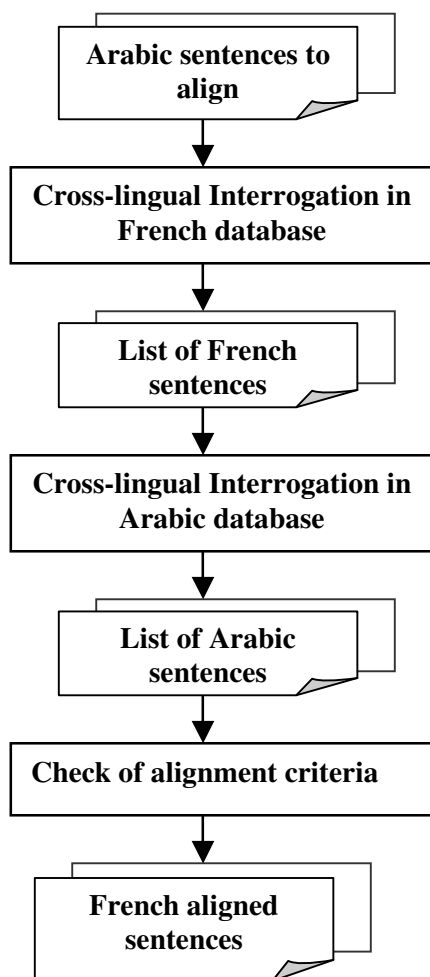 Arabic sentences to
align
Cross-lingual Interrogation in
French database
List of French
sentences
Cross-lingual Interrogation in
Arabic database
List of Arabic
sentences
Check of alignment criteria
French aligned
sentences